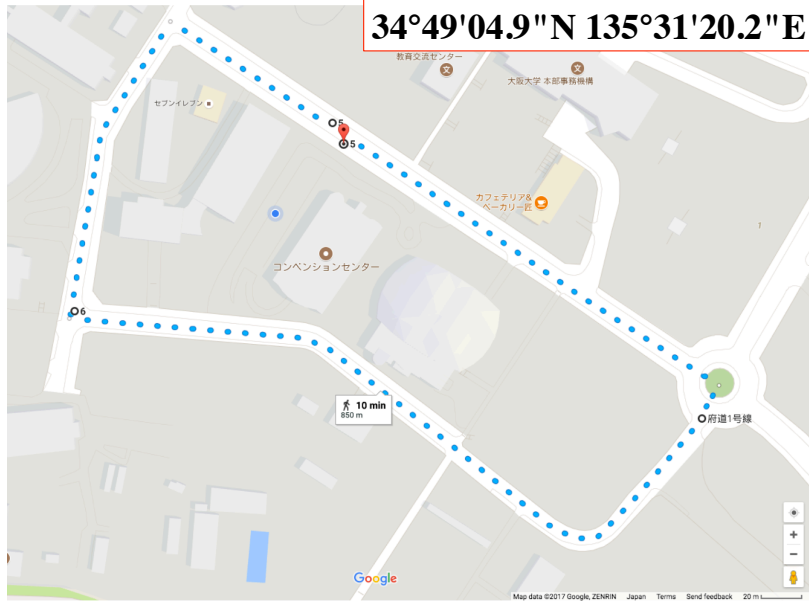 34°49'04.9"N 135°31'20.2"E
教育交流センター
大阪大学 本部事務機構
セブンイレブン
5
5
カフェテリア&
ベーカリー匠
1
コンベンションセンター
6
10 min
850 m
府道1号線
Google
Map data ©2017 Google, ZENRIN Japan Terms Send feedback 20 m